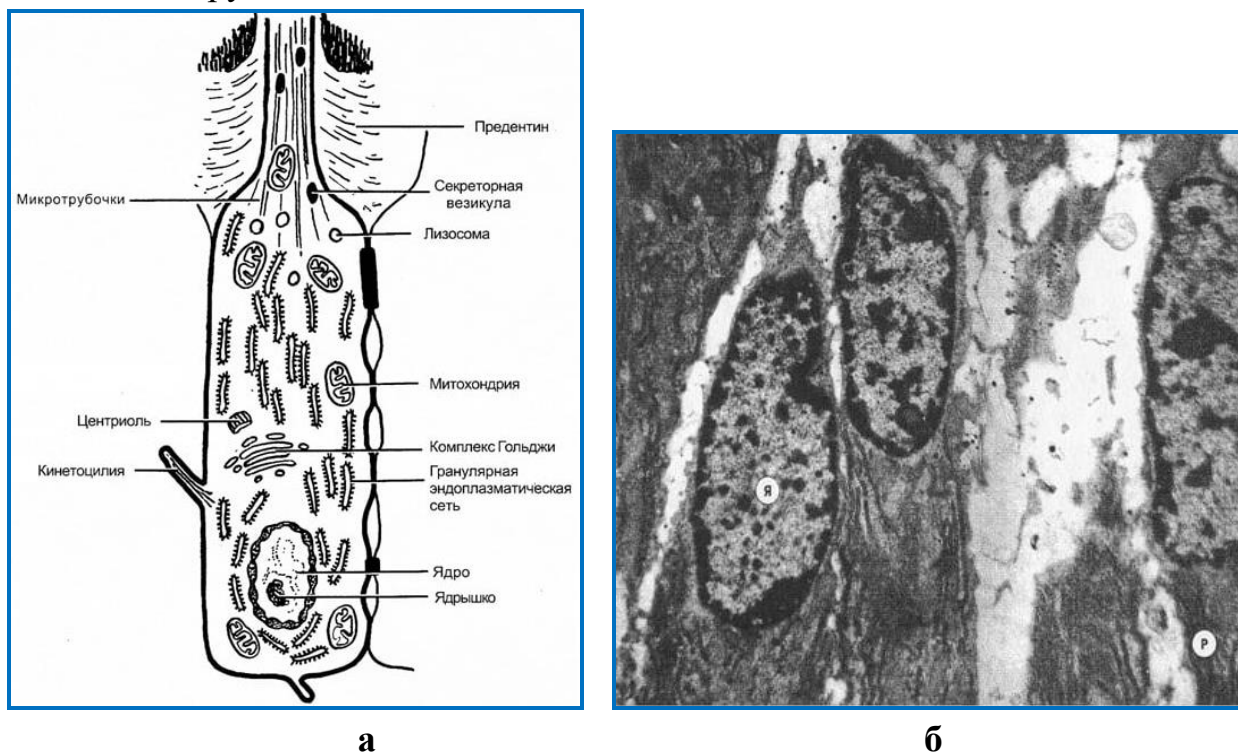 Предентин
Секреторная
везикула
Микротрубочки
Лизосома
Митохондрия
Центриоль
Комплекс Гольджи
Кинетоцилия
Гранулярная
эндоплазматическая
сеть
Ядро
Ядрышко
Я
Р
а
б